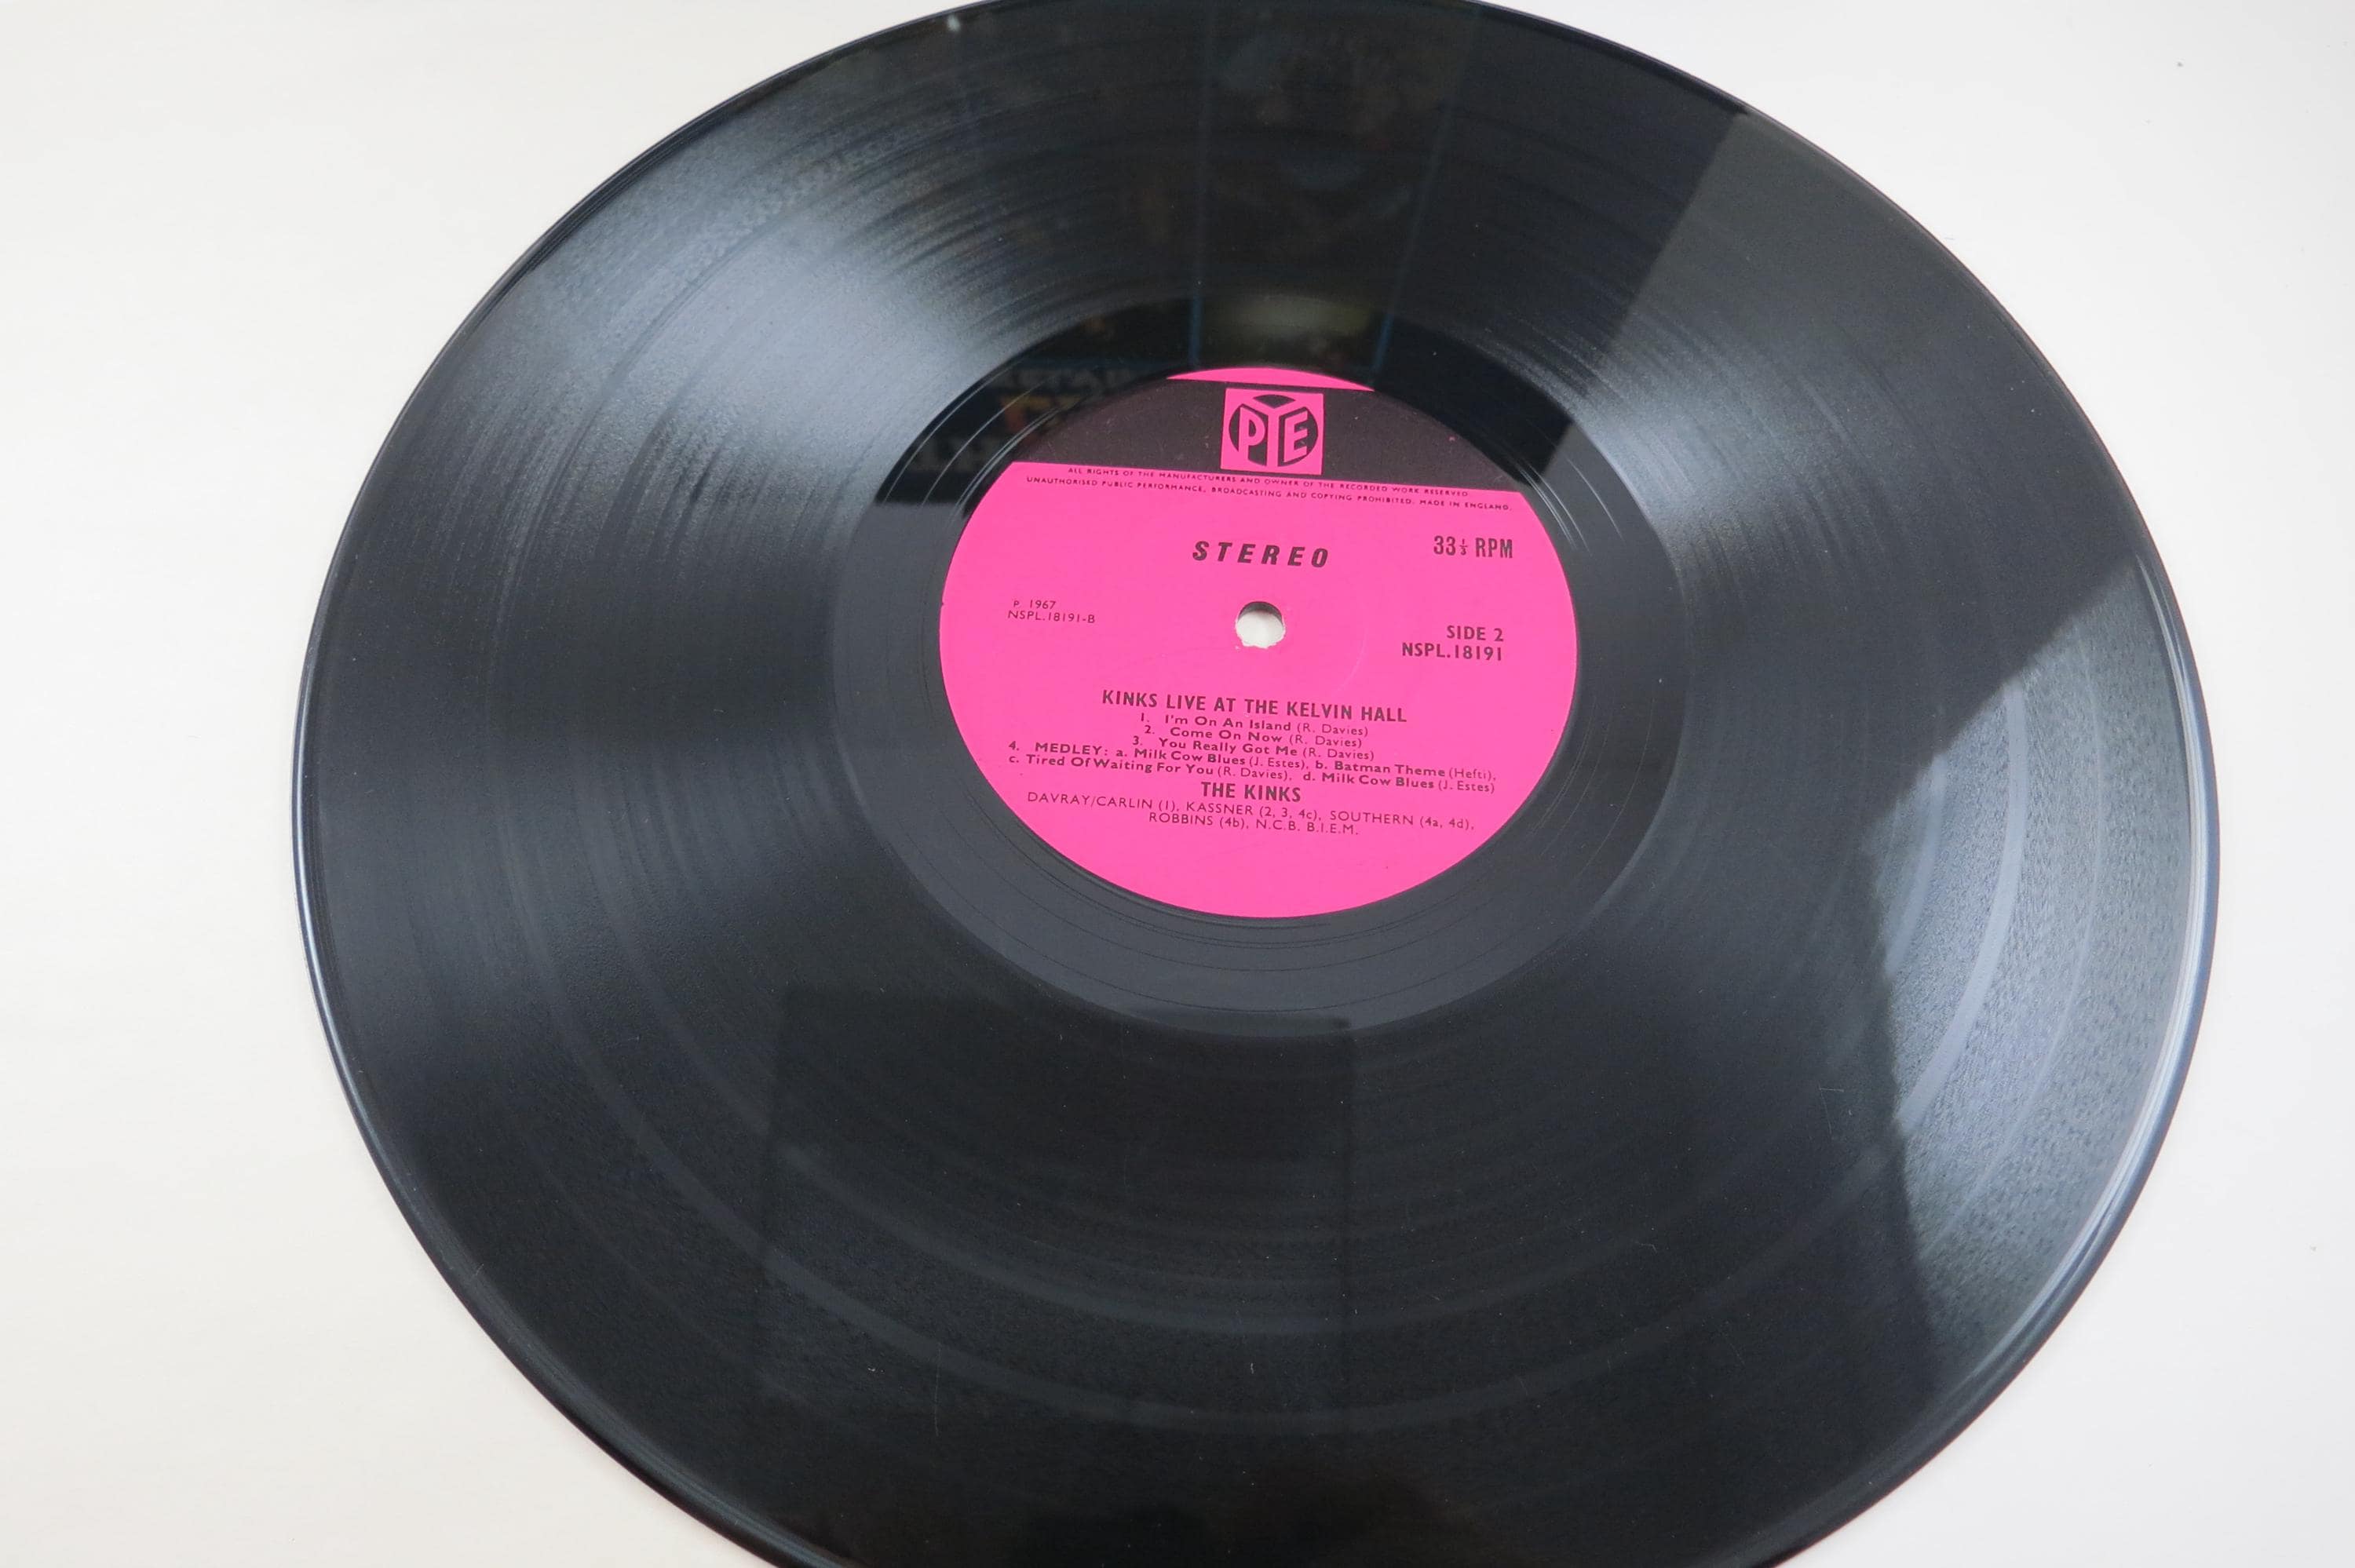 PYE
ALL RIGHTS OF THE MANUFACTURERS AND OWNER OF THE RECORDED WORK RESERVED
UNAUTHORISED PUBLIC PERFORMANCE, BROADCASTING AND COPYING PROHIBITED. MADE IN ENGLAND.
STEREO
33⅓ RPM
P. 1967
NSPL.18191-B
SIDE 2
NSPL.18191
KINKS LIVE AT THE KELVIN HALL
1. I'm On An Island (R. Davies)
2. Come On Now (R. Davies)
3. You Really Got Me (R. Davies)
4. MEDLEY: a. Milk Cow Blues (J. Estes), b. Batman Theme (Hefti),
c. Tired Of Waiting For You (R. Davies), d. Milk Cow Blues (J. Estes)
THE KINKS
DAVRAY/CARLIN (1), KASSNER (2, 3, 4c), SOUTHERN (4a, 4d),
ROBBINS (4b), N.C.B. B.I.E.M.